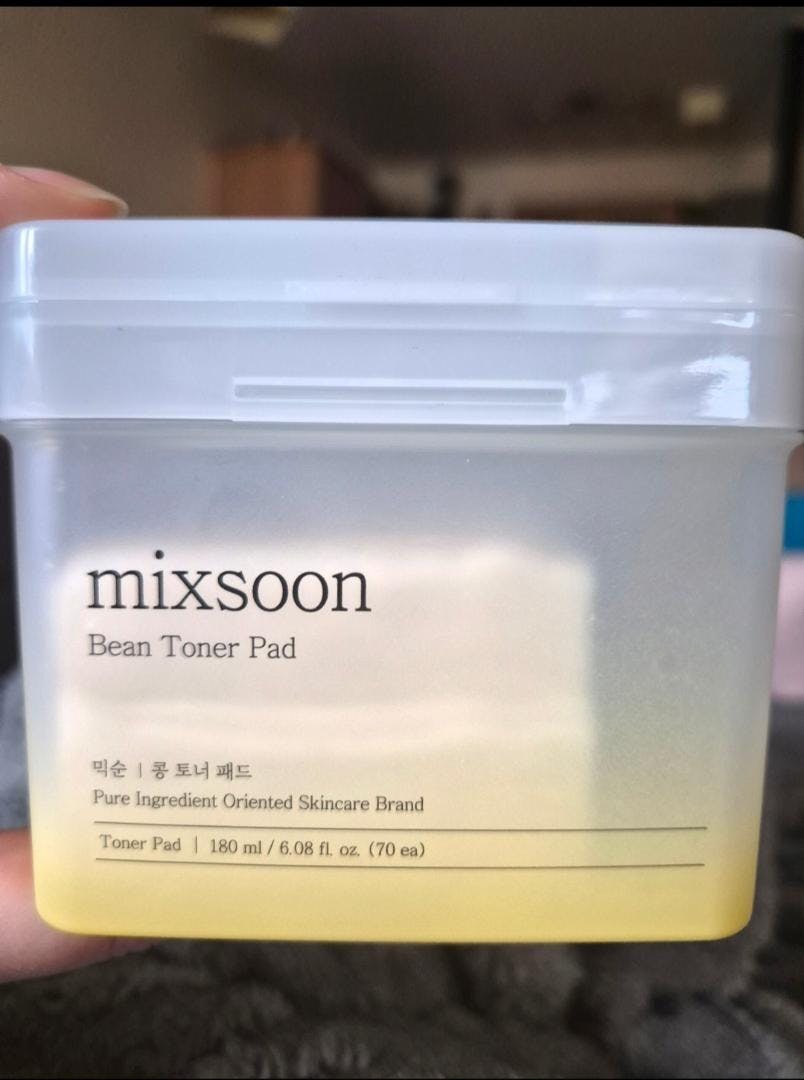 mixsoon
Bean Toner Pad
믹순 | 콩 토너 패드
Pure Ingredient Oriented Skincare Brand
Toner Pad | 180 ml / 6.08 fl. oz. (70 ea)